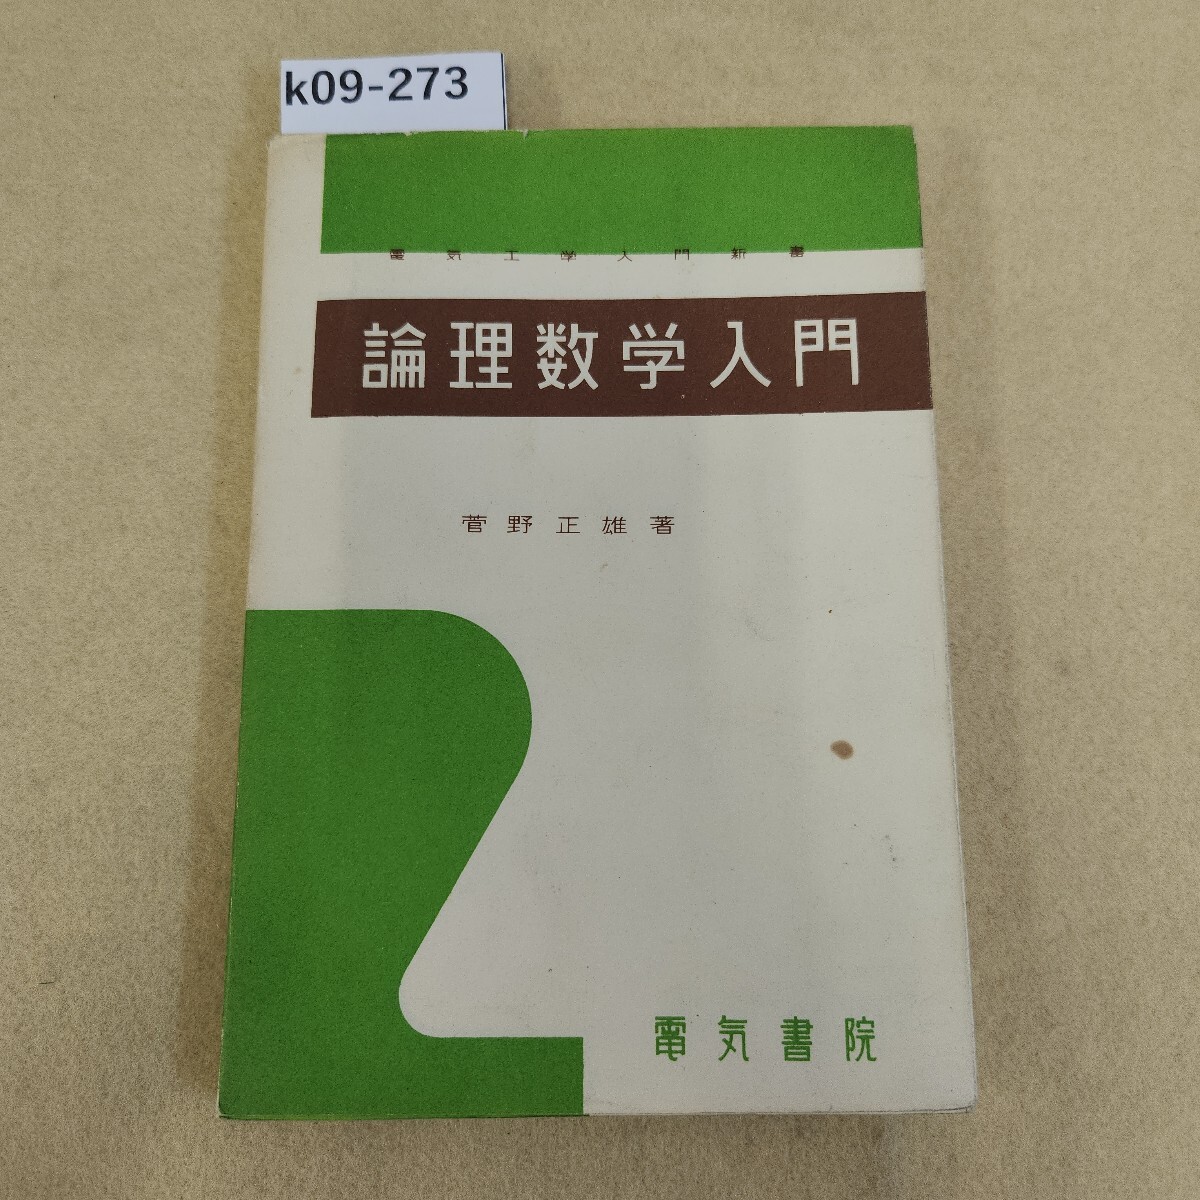 k09-273
電気工学入門新書
論理数学入門
菅野正雄著
電気書院